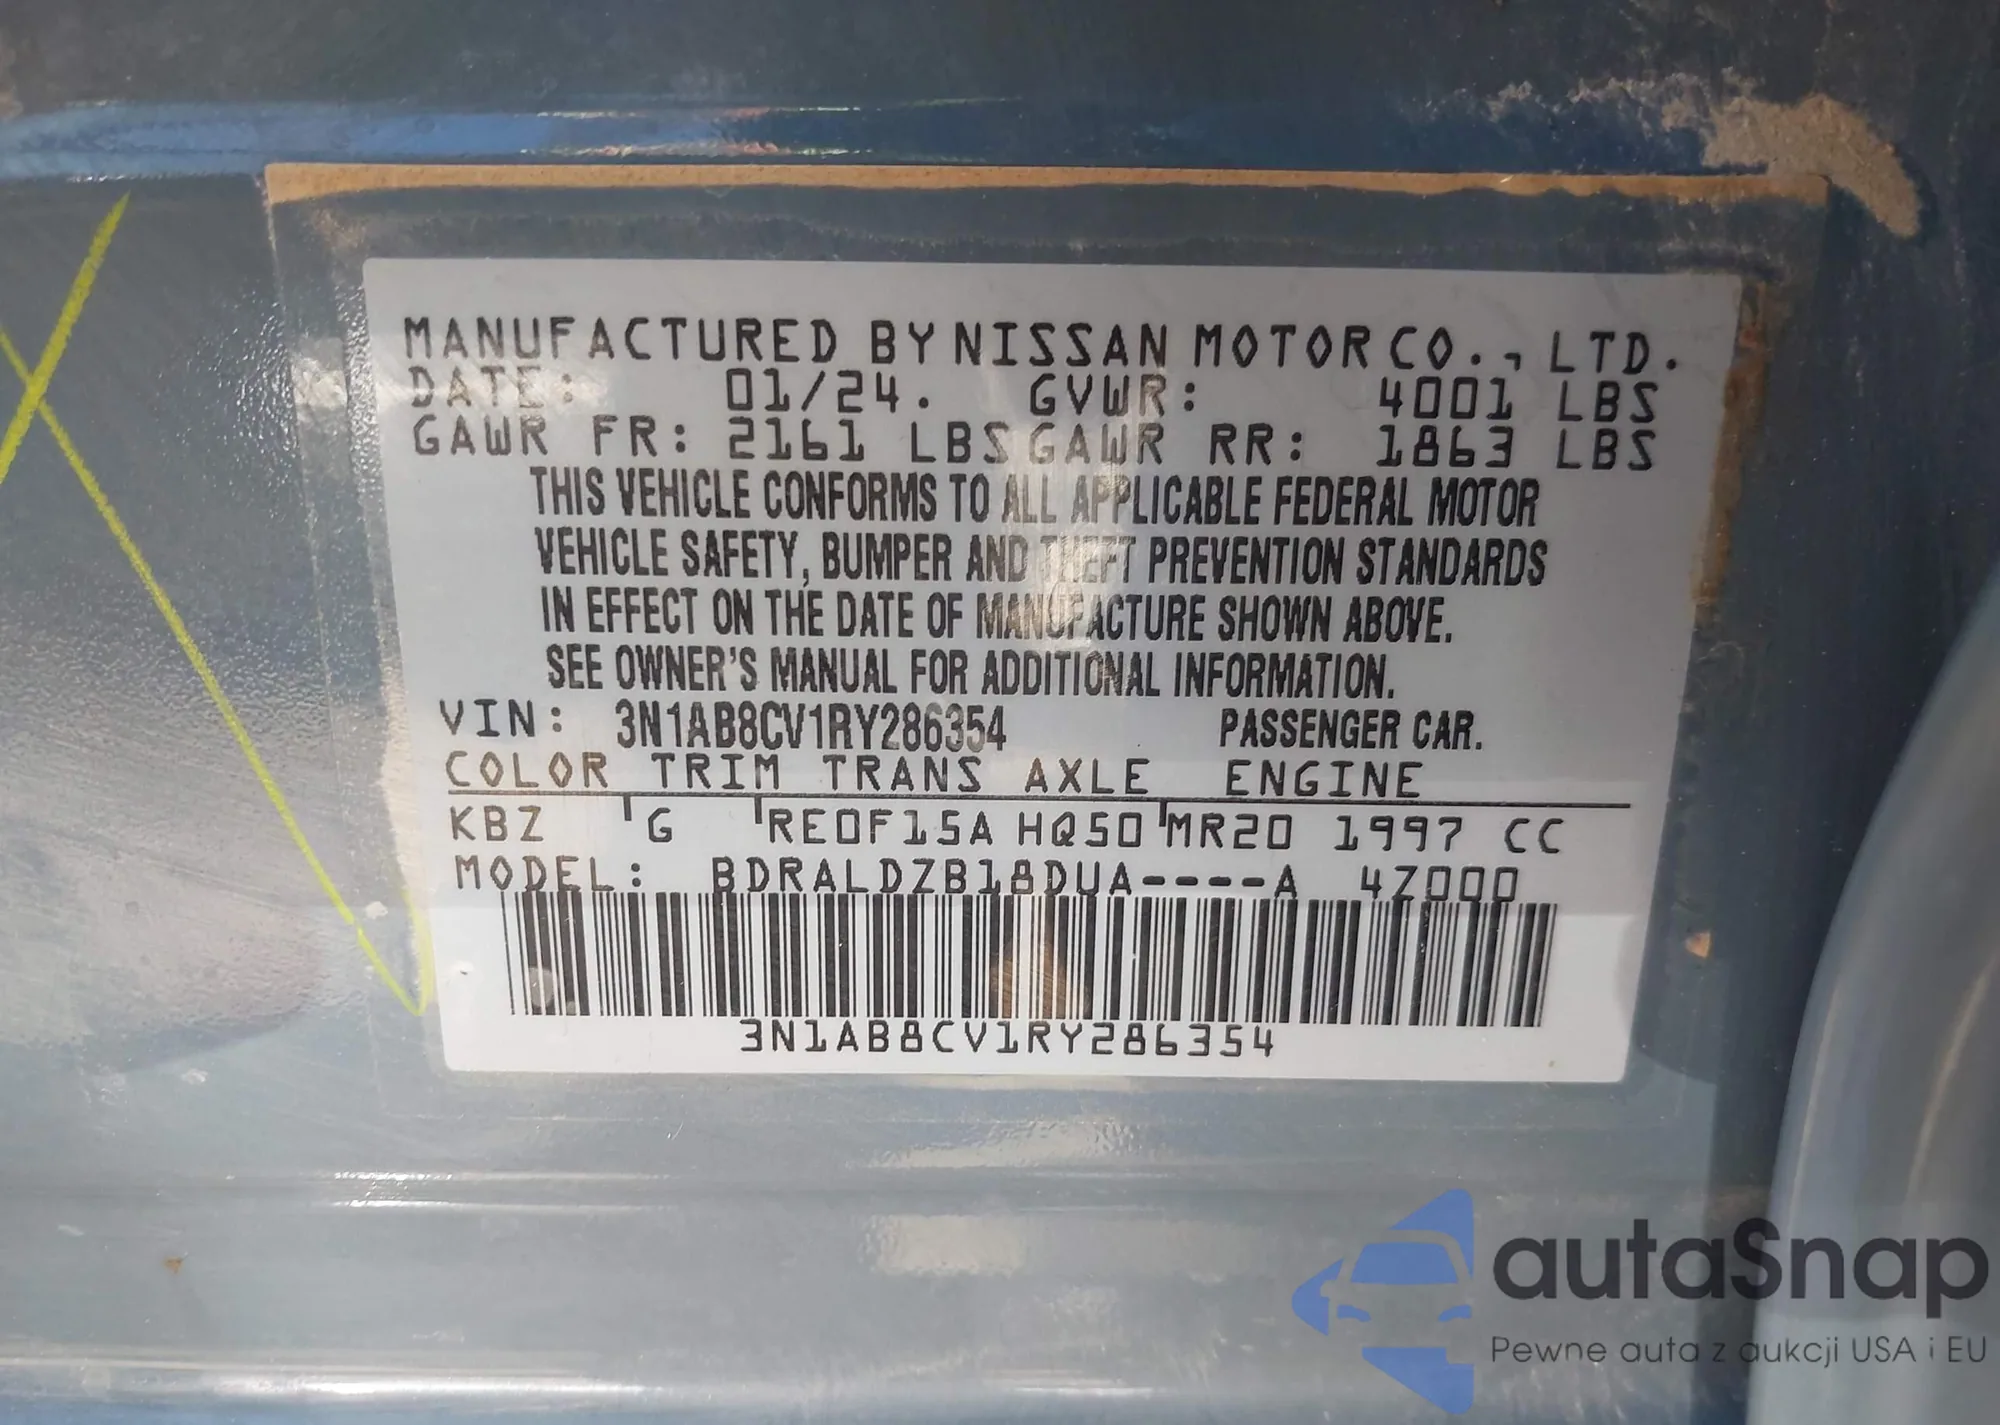 MANUFACTURED BY NISSAN MOTOR CO., LTD.
DATE: 01/24. GVWR: 4001 LBS
GAWR FR: 2161 LBS GAWR RR: 1863 LBS
THIS VEHICLE CONFORMS TO ALL APPLICABLE FEDERAL MOTOR
VEHICLE SAFETY, BUMPER AND THEFT PREVENTION STANDARDS
IN EFFECT ON THE DATE OF MANUFACTURE SHOWN ABOVE.
SEE OWNER'S MANUAL FOR ADDITIONAL INFORMATION.
VIN: 3N1AB8CV1RY286354 PASSENGER CAR.
COLOR TRIM TRANS AXLE ENGINE
KBZ G RE0F15A HQ50 MR20 1997 CC
MODEL: BDRALDZB18DUA----A 4Z000
3N1AB8CV1RY286354
autaSnap
Pewne auta z aukcji USA i EU